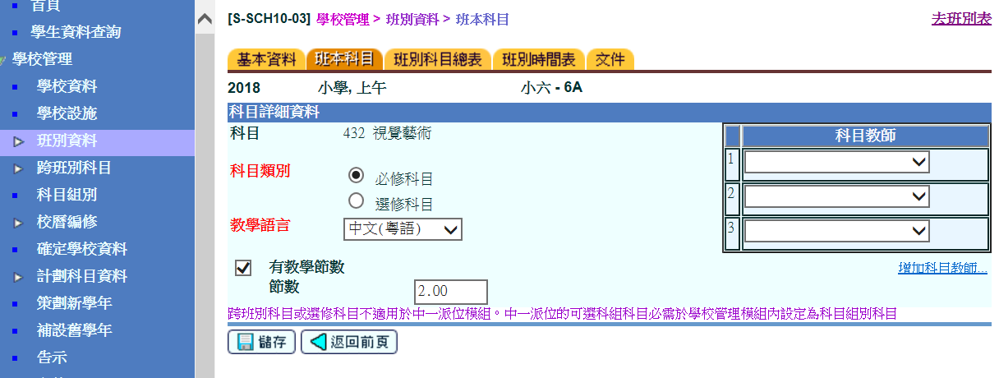 首頁
學生資料查詢
學校管理
學校資料
學校設施
班別資料
跨班別科目
科目組別
校曆編修
確定學校資料
計劃科目資料
策劃新學年
補設舊學年
告示
[S-SCH10-03] 學校管理 > 班別資料 > 班本科目
去班別表
基本資料 班本科目 班別科目總表 班別時間表 文件
2018 小學, 上午 小六 - 6A
科目詳細資料
科目 432 視覺藝術
科目類別 必修科目
選修科目
教學語言 中文(粵語)
有教學節數
節數 2.00
科目教師
1
2
3
增加科目教師...
跨班別科目或選修科目不適用於中一派位模組。中一派位的可選科組科目必需於學校管理模組內設定為科目組別科目
儲存 返回前頁